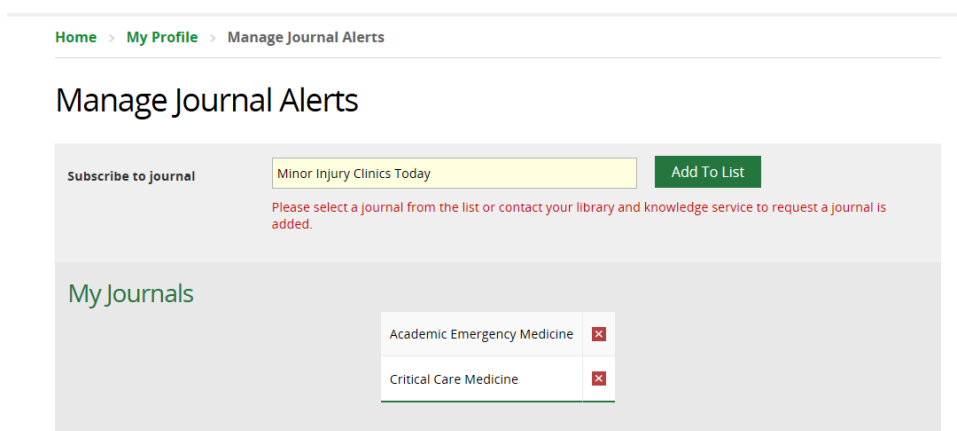 Home > My Profile > Manage Journal Alerts
Manage Journal Alerts
Subscribe to journal
Minor Injury Clinics Today
Add To List
Please select a journal from the list or contact your library and knowledge service to request a journal is
added.
My Journals
Academic Emergency Medicine
Critical Care Medicine